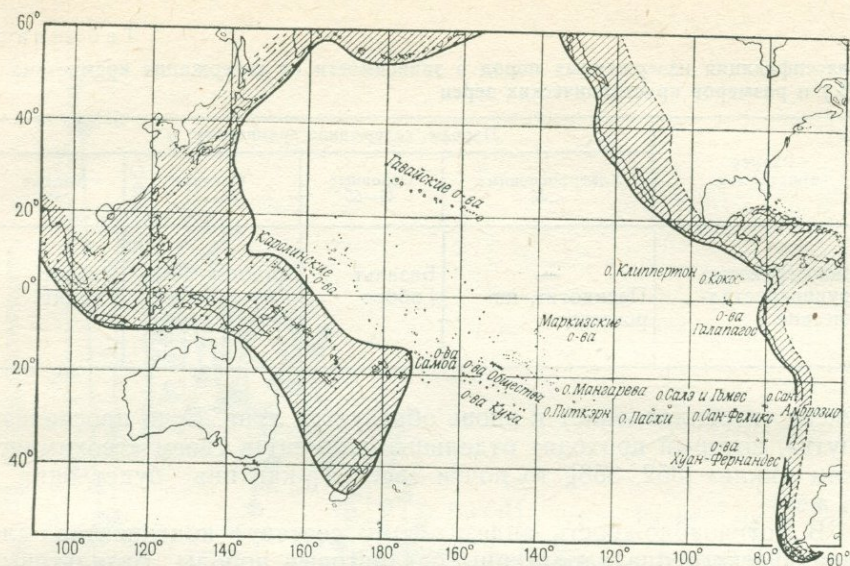 60°
40°
20°
0°
20°
40°
Гавайские о-ва
Каролинские
о-ва
о. Клиппертон
о. Кокос
о-ва
Галапагос
Маркизские
о-ва
о-ва
Самоа
о-ва Общества
о-ва Кука
о. Мангарева
о. Питкэрн
о. Пасхи
о. Салэ и Гомес
о. Сан-Феликс
о. Сан-
Амброзио
о-ва
Хуан-Фернандес
100° 120° 140° 160° 180° 160° 140° 120° 100° 80° 60°